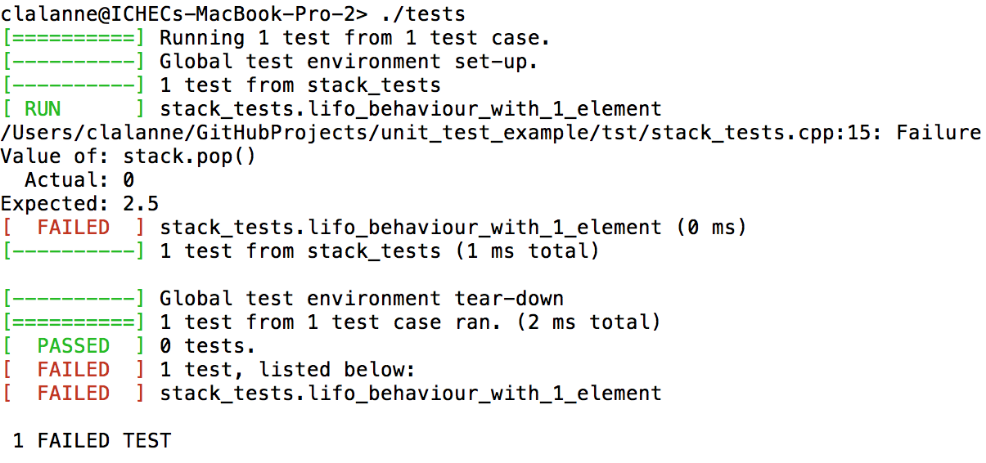 clalanne@ICHECs-MacBook-Pro-2> ./tests
[==========] Running 1 test from 1 test case.
[----------] Global test environment set-up.
[----------] 1 test from stack_tests
[ RUN      ] stack_tests.lifo_behaviour_with_1_element
/Users/clalanne/GitHubProjects/unit_test_example/tst/stack_tests.cpp:15: Failure
Value of: stack.pop()
  Actual: 0
Expected: 2.5
[  FAILED  ] stack_tests.lifo_behaviour_with_1_element (0 ms)
[----------] 1 test from stack_tests (1 ms total)

[----------] Global test environment tear-down
[==========] 1 test from 1 test case ran. (2 ms total)
[  PASSED  ] 0 tests.
[  FAILED  ] 1 test, listed below:
[  FAILED  ] stack_tests.lifo_behaviour_with_1_element

 1 FAILED TEST